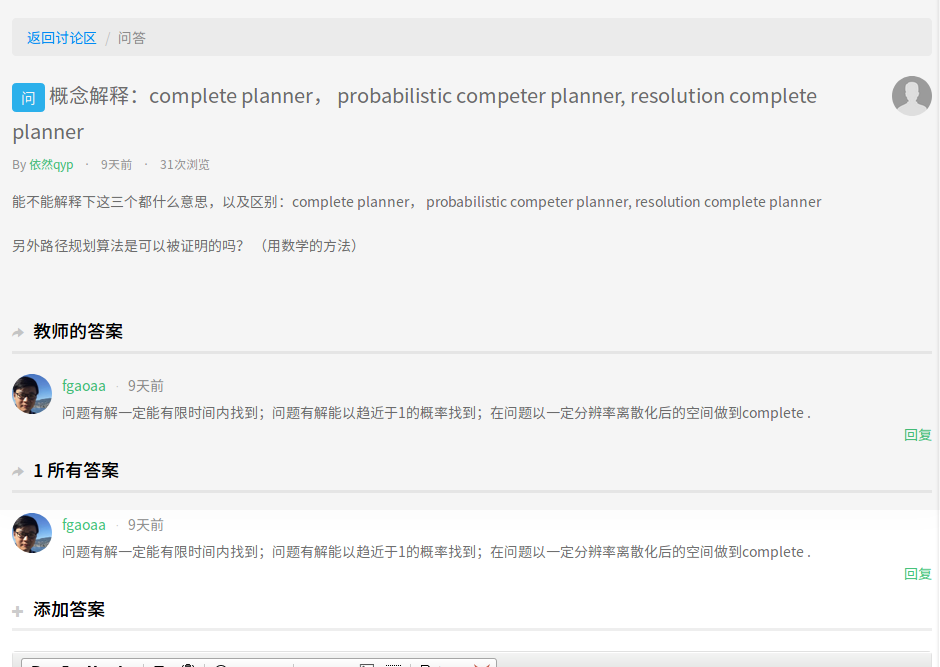 返回讨论区 / 问答
问 概念解释：complete planner， probabilistic competer planner, resolution complete
planner
By 依然qyp · 9天前 · 31次浏览
能不能解释下这三个都什么意思，以及区别：complete planner， probabilistic competer planner, resolution complete planner
另外路径规划算法是可以被证明的吗？（用数学的方法）
教师的答案
fgaoaa · 9天前
问题有解一定能有限时间内找到；问题有解能以趋近于1的概率找到；在问题以一定分辨率离散化后的空间做到complete .
回复
1 所有答案
fgaoaa · 9天前
问题有解一定能有限时间内找到；问题有解能以趋近于1的概率找到；在问题以一定分辨率离散化后的空间做到complete .
回复
添加答案